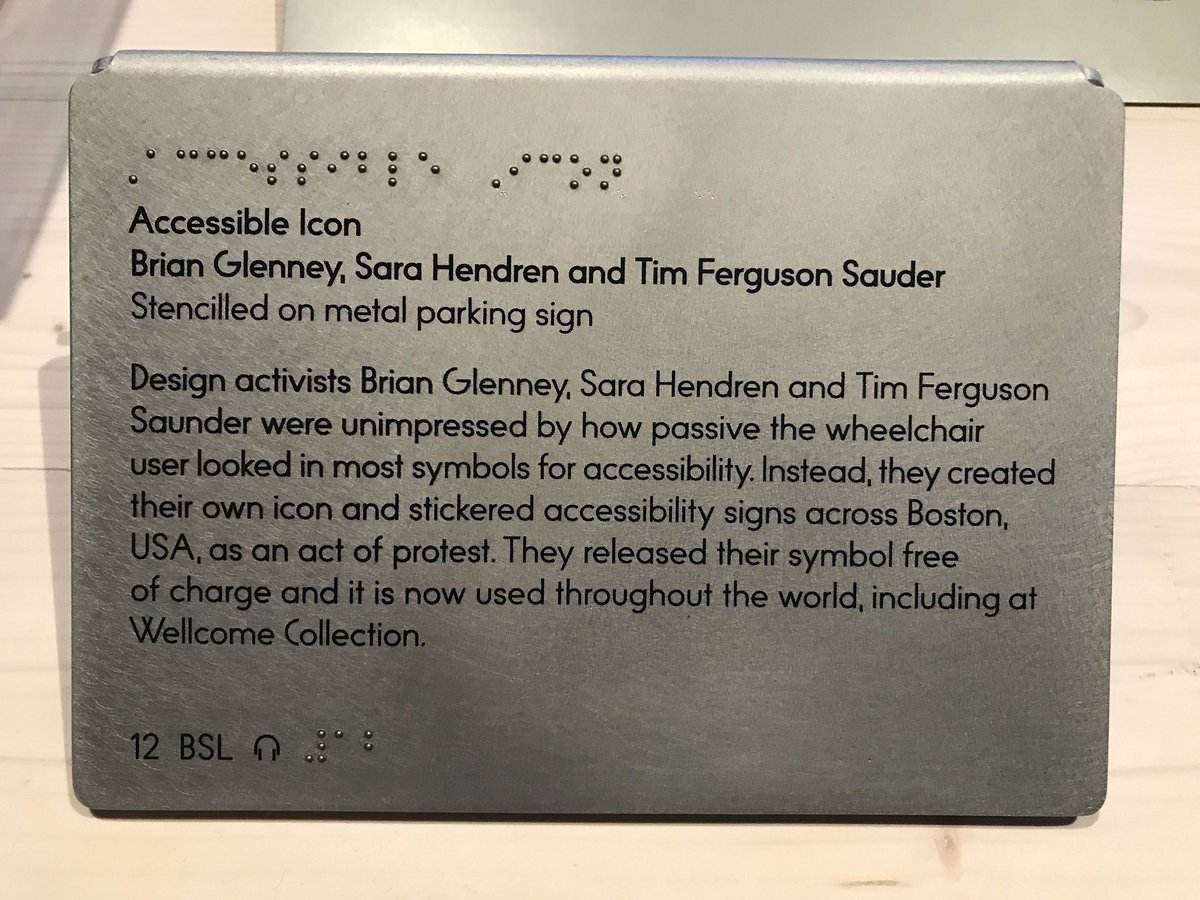 ⠠⠁⠉⠉⠑⠎⠎⠊⠃⠇⠑ ⠠⠊⠉⠕⠝
Accessible Icon
Brian Glenney, Sara Hendren and Tim Ferguson Sauder
Stencilled on metal parking sign
Design activists Brian Glenney, Sara Hendren and Tim Ferguson
Saunder were unimpressed by how passive the wheelchair
user looked in most symbols for accessibility. Instead, they created
their own icon and stickered accessibility signs across Boston,
USA, as an act of protest. They released their symbol free
of charge and it is now used throughout the world, including at
Wellcome Collection.
12 BSL ⠼⠁⠃